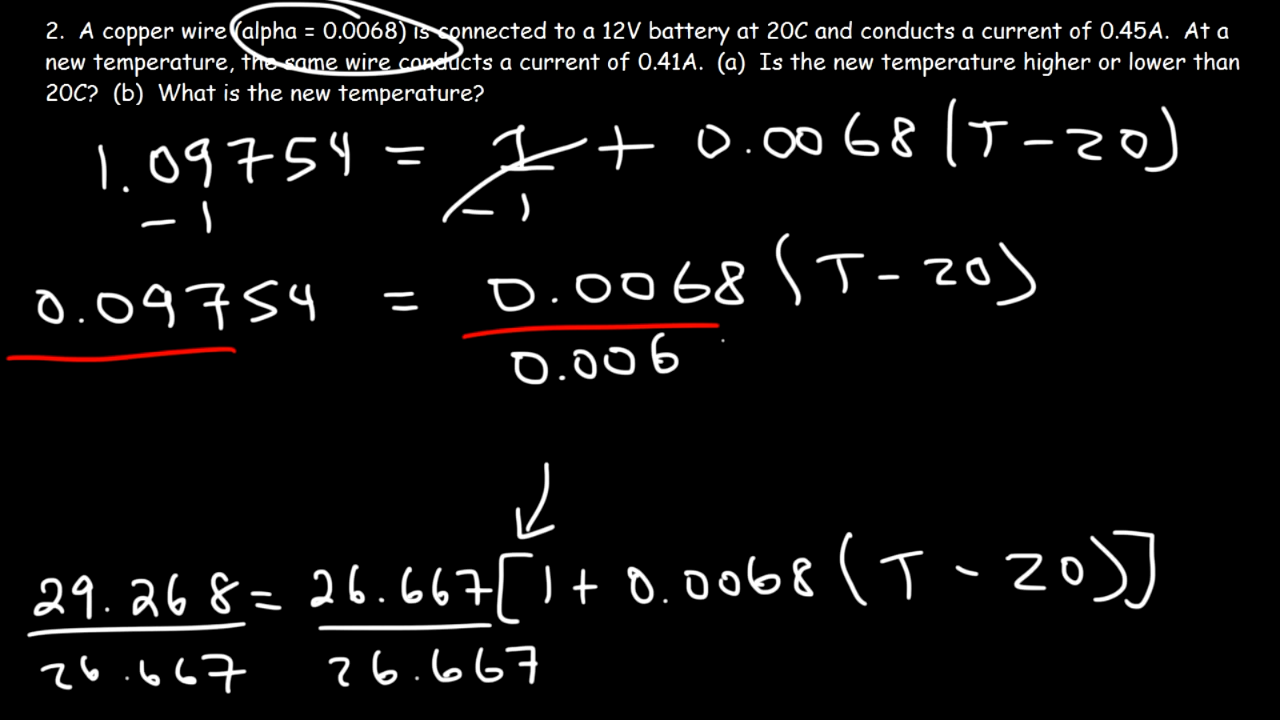 2. A copper wire (alpha = 0.0068) is connected to a 12V battery at 20C and conducts a current of 0.45A. At a
new temperature, the same wire conducts a current of 0.41A. (a) Is the new temperature higher or lower than
20C? (b) What is the new temperature?
1.09754 = 1 + 0.0068 (T - 20)
- 1 - 1
0.09754 = 0.0068 (T - 20)
0.006
29.268 = 26.667 [1 + 0.0068 (T - 20)]
26.667 26.667